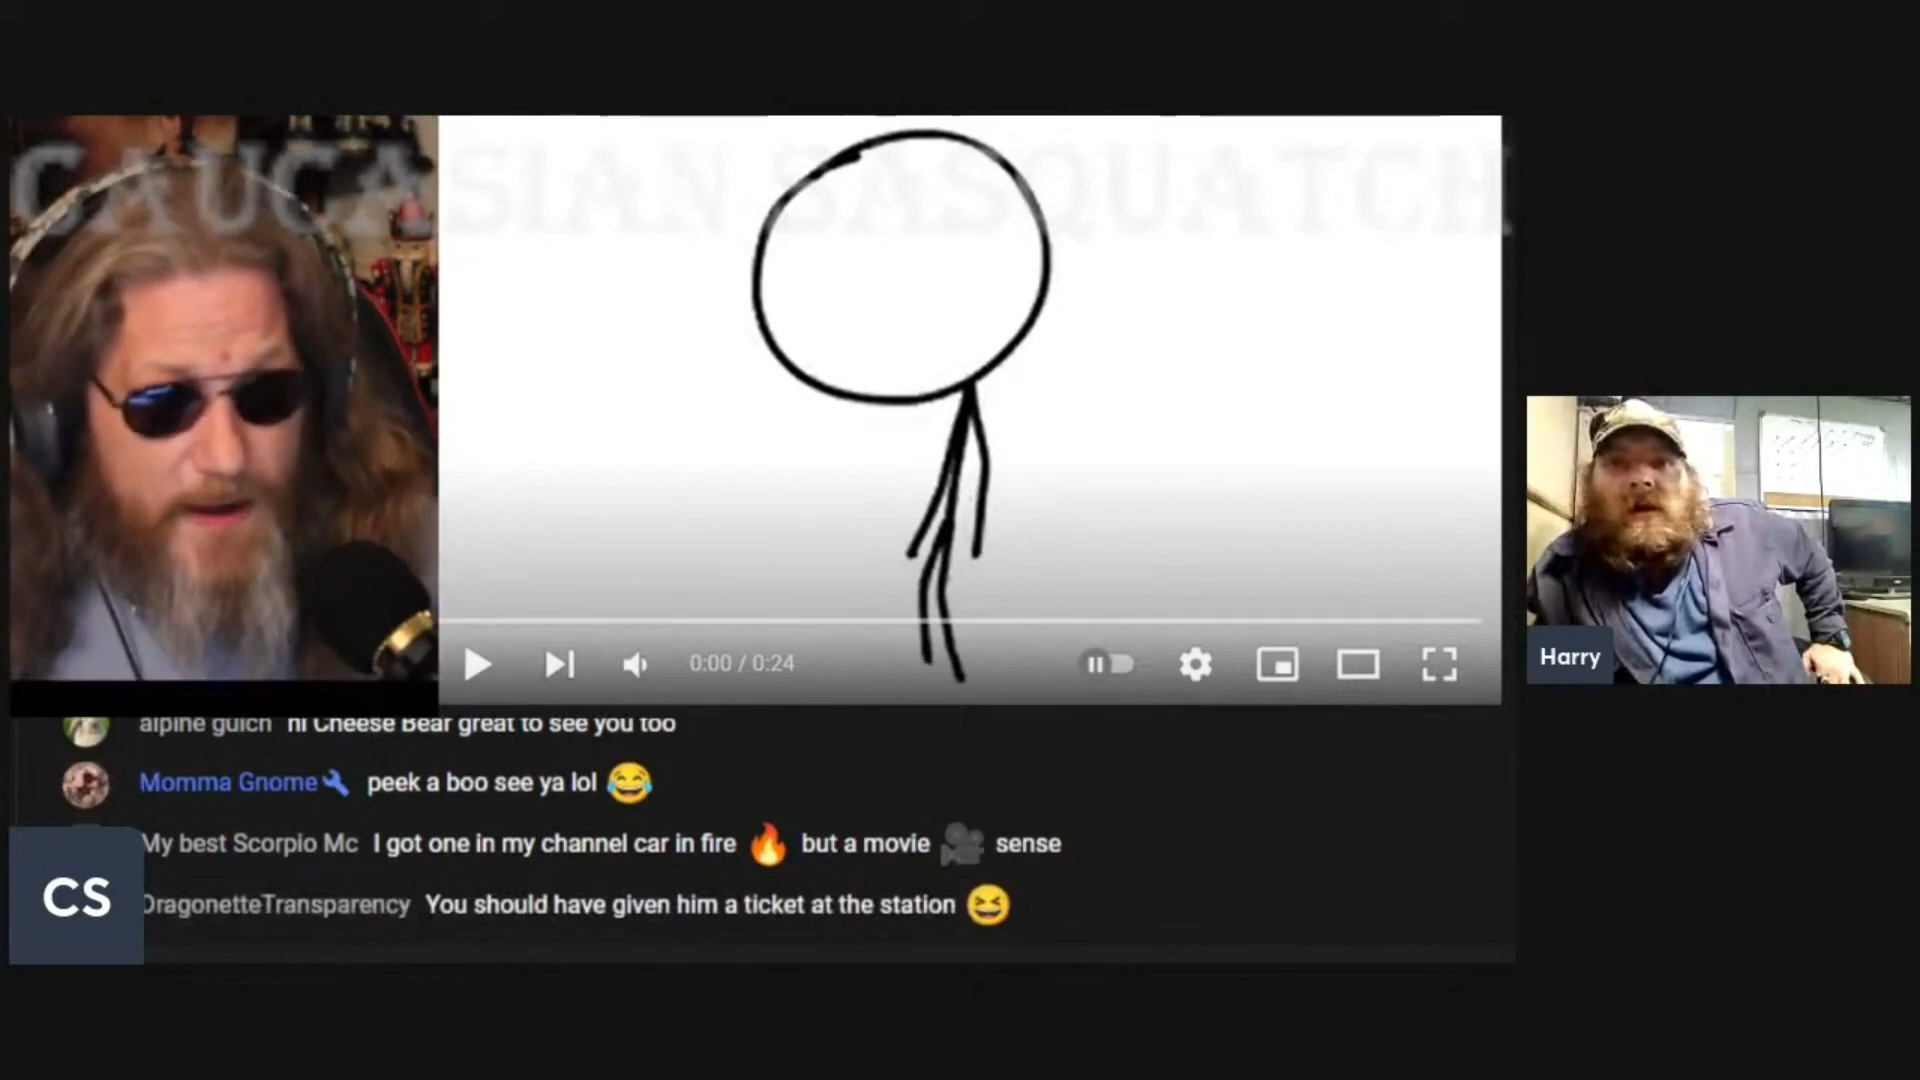 CAUCASIAN SASQUATCH
0:00 / 0:24
Harry
alpine gulch hi Cheese Bear great to see you too
Momma Gnome peek a boo see ya lol 😂
My best Scorpio Mc I got one in my channel car in fire 🔥 but a movie 🎥 sense
DragonetteTransparency You should have given him a ticket at the station 😆
CS